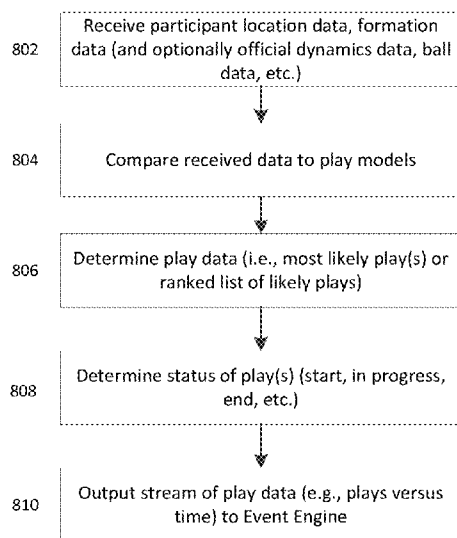 802
Receive participant location data, formation
data (and optionally official dynamics data, ball
data, etc.)
804
Compare received data to play models
806
Determine play data (i.e., most likely play(s) or
ranked list of likely plays)
808
Determine status of play(s) (start, in progress,
end, etc.)
810
Output stream of play data (e.g., plays versus
time) to Event Engine